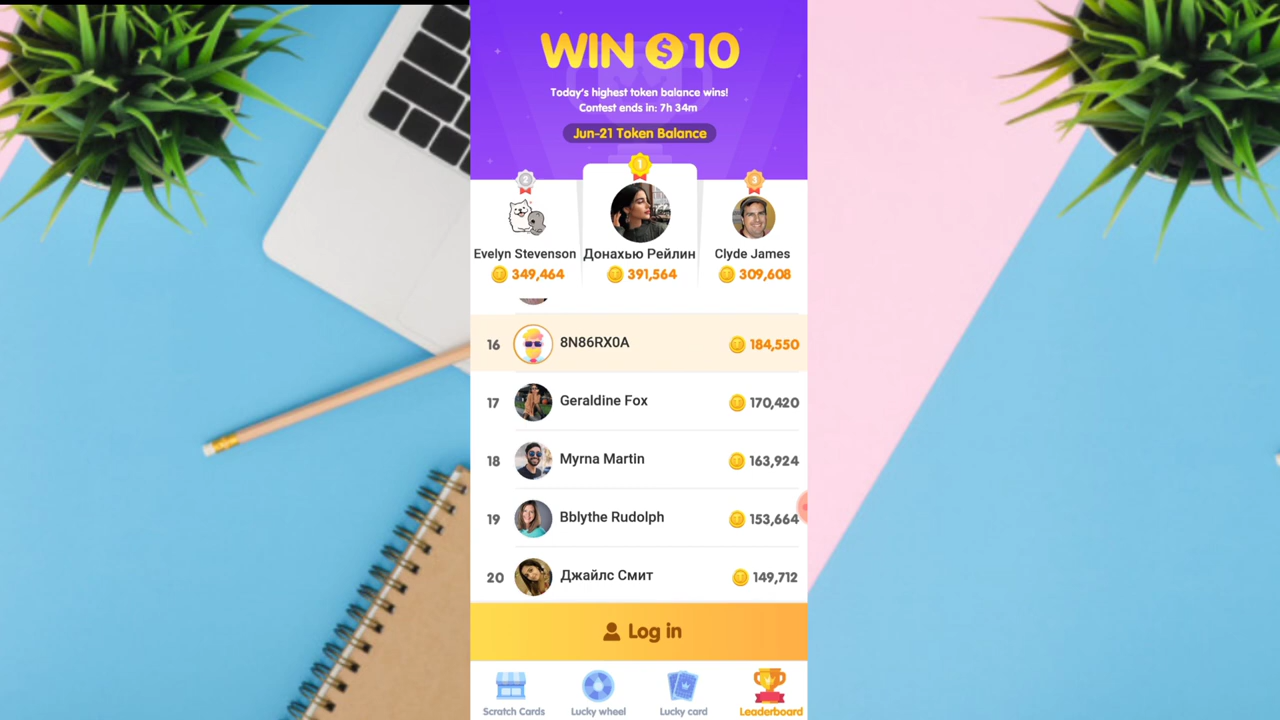 WIN $10
Today's highest token balance wins!
Contest ends in: 7h 34m
Jun-21 Token Balance
2
1
3
Evelyn Stevenson
Донахью Рейлин
Clyde James
349,464
391,564
309,608
16 8N86RX0A 184,550
17 Geraldine Fox 170,420
18 Myrna Martin 163,924
19 Bblythe Rudolph 153,664
20 Джайлс Смит 149,712
Log in
Scratch Cards
Lucky wheel
Lucky card
Leaderboard